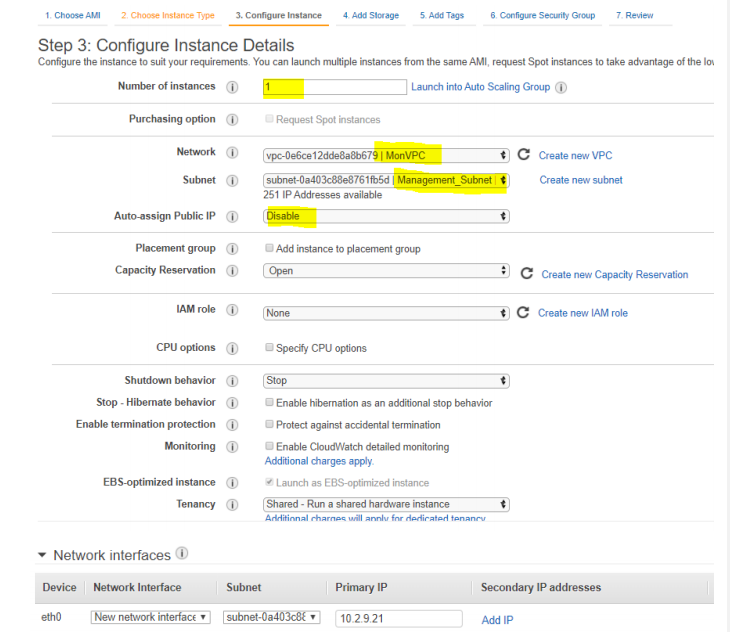 1. Choose AMI 2. Choose Instance Type 3. Configure Instance 4. Add Storage 5. Add Tags 6. Configure Security Group 7. Review
Step 3: Configure Instance Details
Configure the instance to suit your requirements. You can launch multiple instances from the same AMI, request Spot instances to take advantage of the
Number of instances 1 Launch into Auto Scaling Group
Purchasing option Request Spot instances
Network vpc-0e6ce12dde8a8b679 | MonVPC Create new VPC
Subnet subnet-0a403c88e8761fb5d | Management_Subnet | Create new subnet
251 IP Addresses available
Auto-assign Public IP Disable
Placement group Add instance to placement group
Capacity Reservation Open Create new Capacity Reservation
IAM role None Create new IAM role
CPU options Specify CPU options
Shutdown behavior Stop
Stop - Hibernate behavior Enable hibernation as an additional stop behavior
Enable termination protection Protect against accidental termination
Monitoring Enable CloudWatch detailed monitoring
Additional charges apply.
EBS-optimized instance Launch as EBS-optimized instance
Tenancy Shared - Run a shared hardware instance
Additional charges will apply for dedicated tenancy
Network interfaces
Device Network Interface Subnet Primary IP Secondary IP addresses
eth0 New network interface subnet-0a403c8 10.2.9.21 Add IP